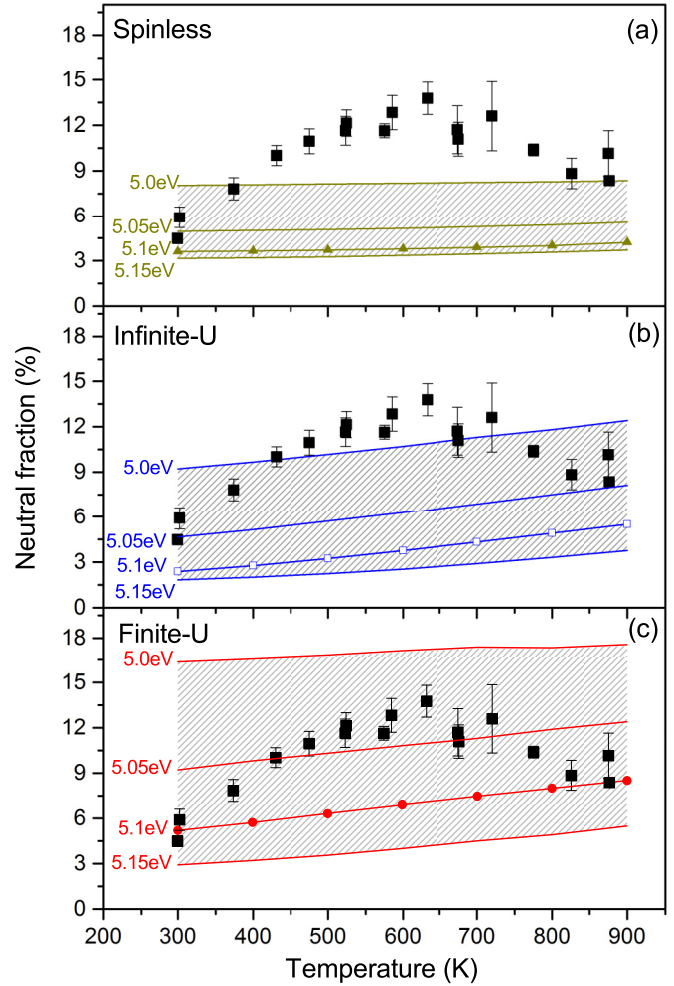 Spinless (a)
18
15
12
9
6
3
0
5.0eV
5.05eV
5.1eV
5.15eV
Infinite-U (b)
18
15
12
9
6
3
0
5.0eV
5.05eV
5.1eV
5.15eV
Neutral fraction (%)
Finite-U (c)
18
15
12
9
6
3
0
5.0eV
5.05eV
5.1eV
5.15eV
200 300 400 500 600 700 800 900
Temperature (K)